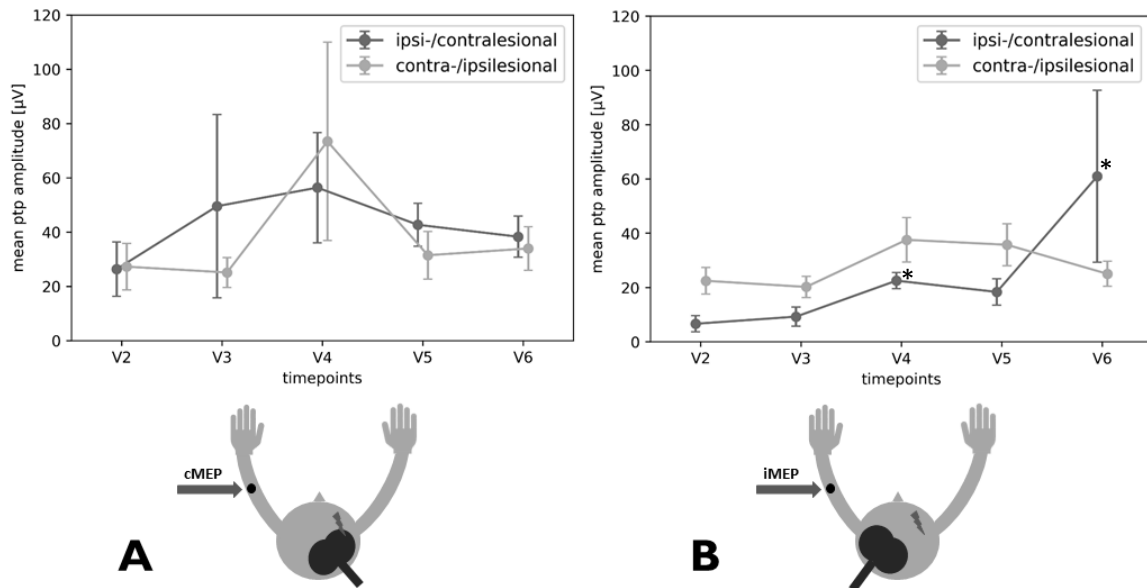 120
100
80
60
40
20
0
mean ptp amplitude [µV]
ipsi-/contralesional
contra-/ipsilesional
V2 V3 V4 V5 V6
timepoints
cMEP
A
120
100
80
60
40
20
0
mean ptp amplitude [µV]
ipsi-/contralesional
contra-/ipsilesional
*
*
V2 V3 V4 V5 V6
timepoints
iMEP
B